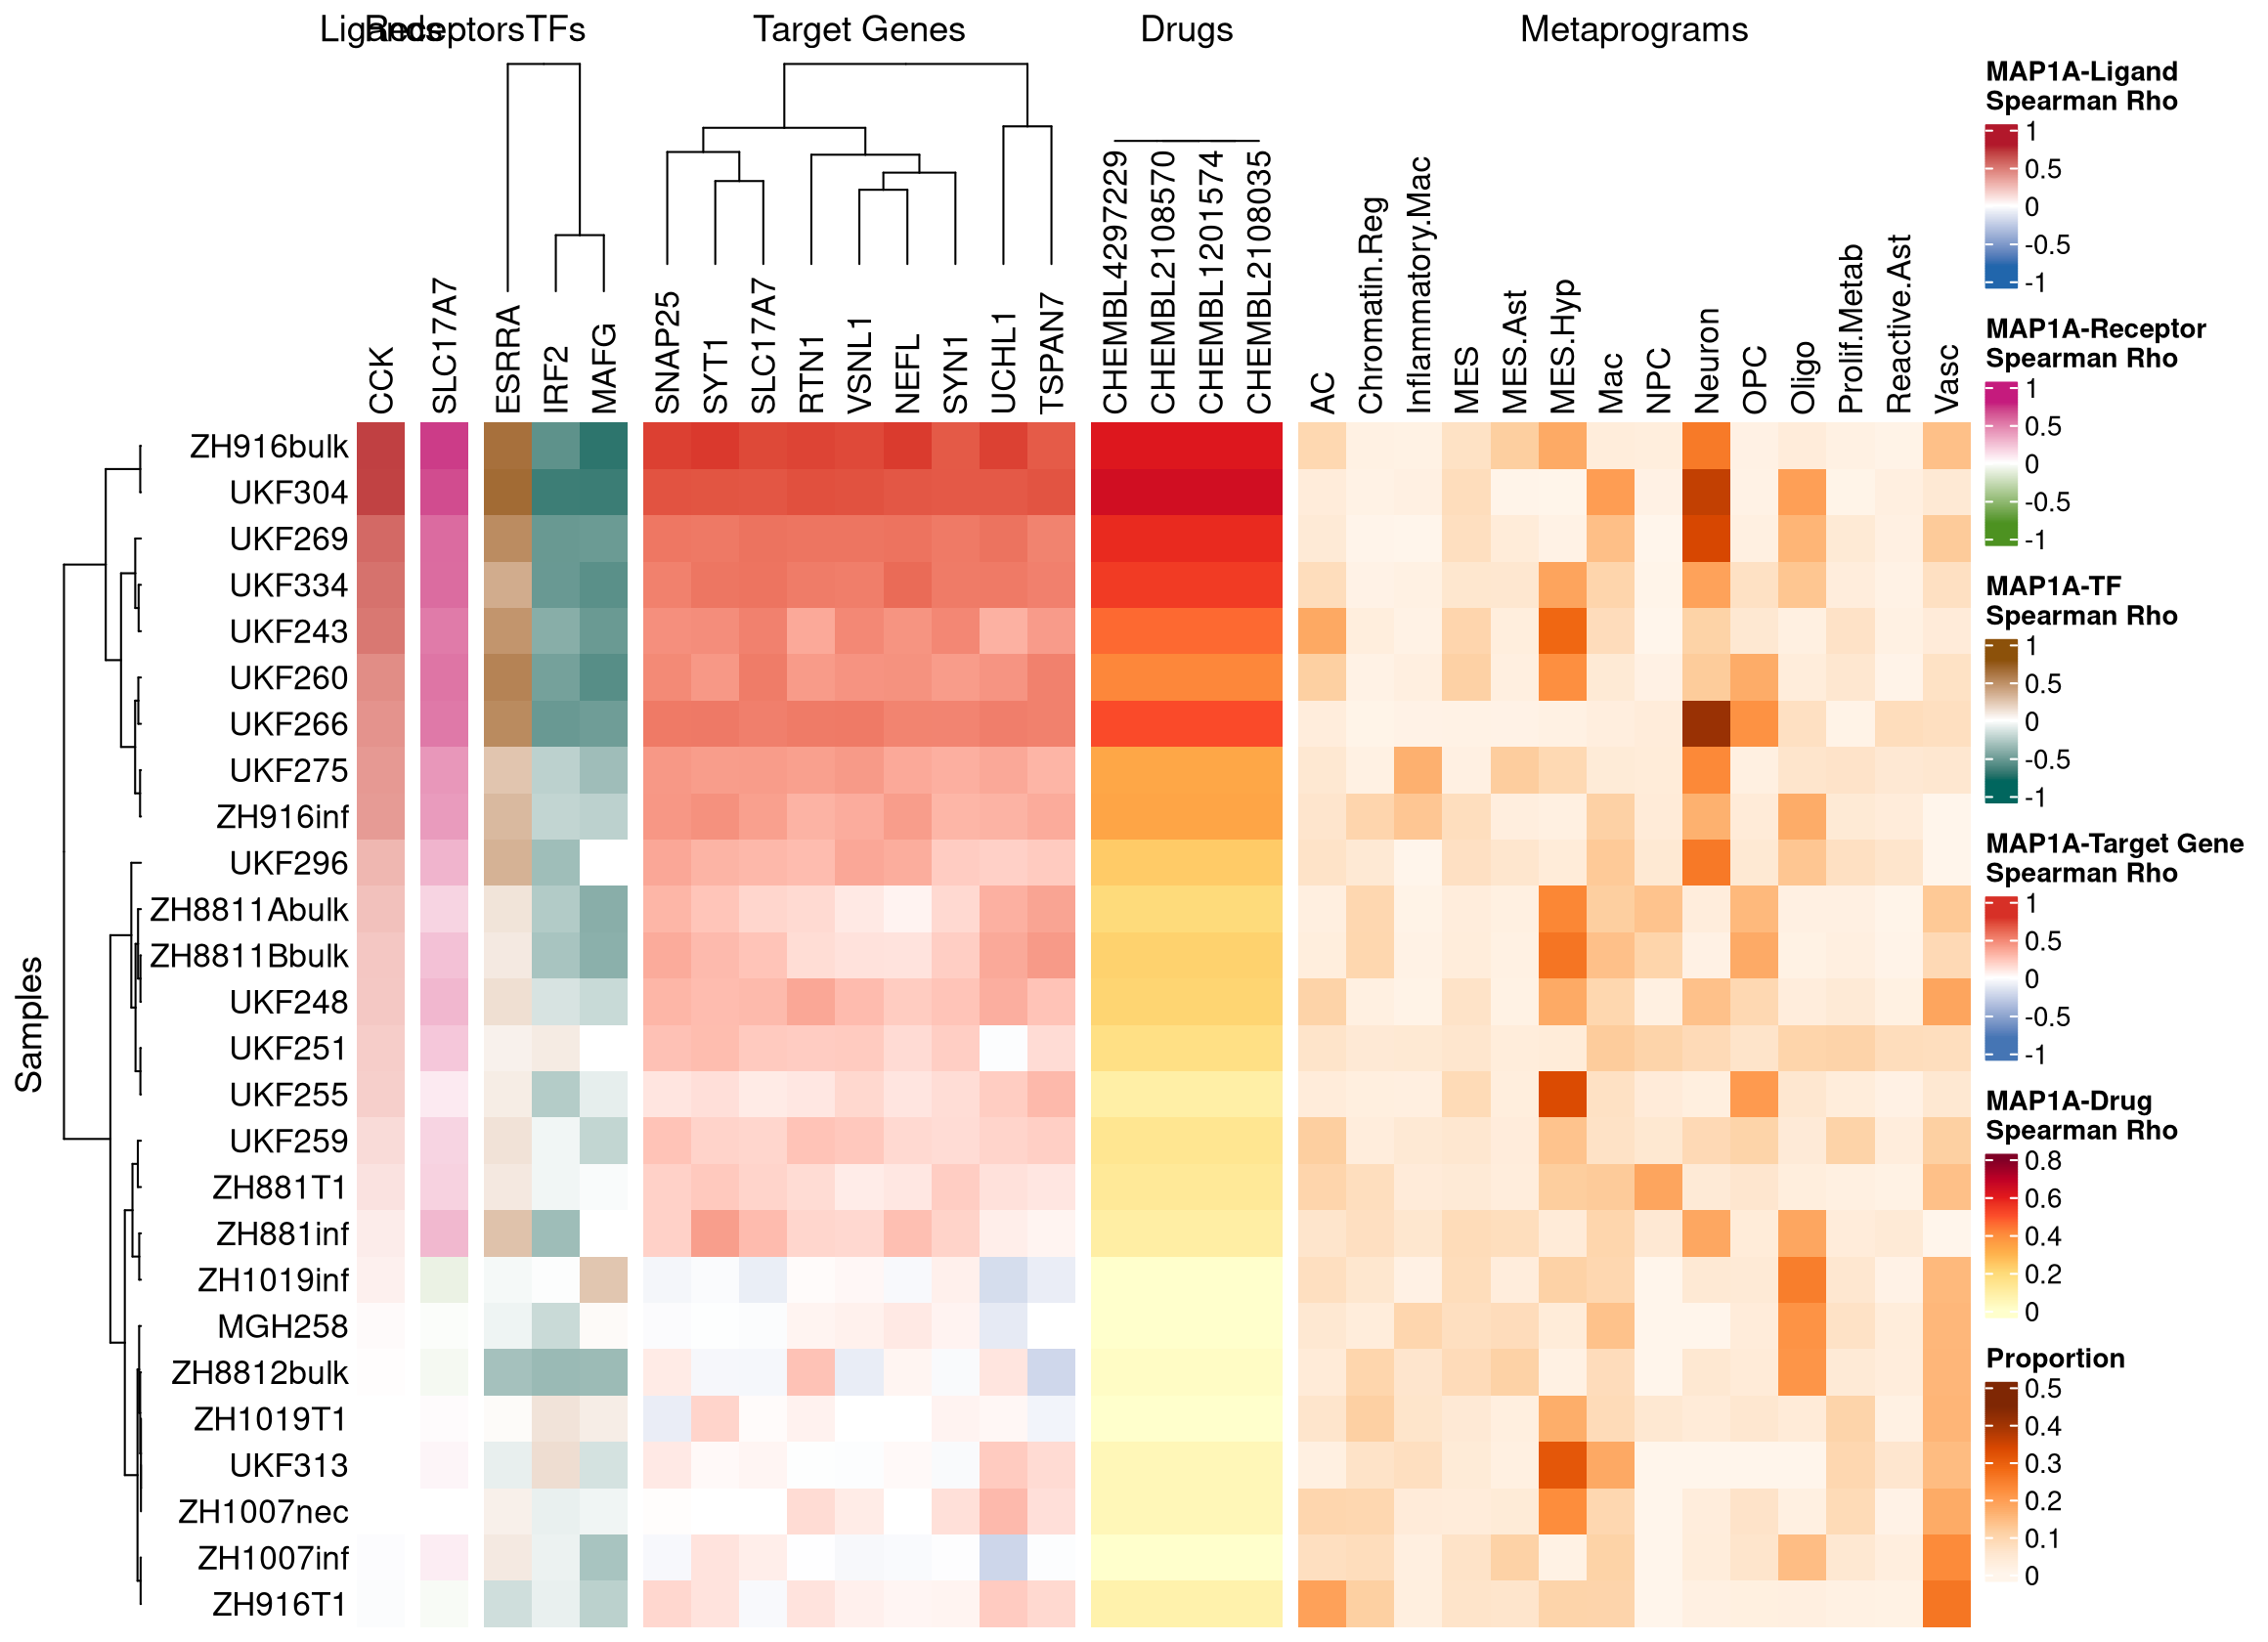 Ligands Receptors TFs Target Genes Drugs Metaprograms
CCK SLC17A7 ESRRA IRF2 MAFG SNAP25 SYT1 SLC17A7 RTN1 VSNL1 NEFL SYN1 UCHL1 TSPAN7 CHEMBL4297229 CHEMBL2108570 CHEMBL1201574 CHEMBL2108035 AC Chromatin.Reg Inflammatory.Mac MES MES.Ast MES.Hyp Mac NPC Neuron OPC Oligo Prolif.Metab Reactive.Ast Vasc
Samples
ZH916bulk
UKF304
UKF269
UKF334
UKF243
UKF260
UKF266
UKF275
ZH916inf
UKF296
ZH8811Abulk
ZH8811Bbulk
UKF248
UKF251
UKF255
UKF259
ZH881T1
ZH881inf
ZH1019inf
MGH258
ZH8812bulk
ZH1019T1
UKF313
ZH1007nec
ZH1007inf
ZH916T1
MAP1A-Ligand
Spearman Rho
1
0.5
0
-0.5
-1
MAP1A-Receptor
Spearman Rho
1
0.5
0
-0.5
-1
MAP1A-TF
Spearman Rho
1
0.5
0
-0.5
-1
MAP1A-Target Gene
Spearman Rho
1
0.5
0
-0.5
-1
MAP1A-Drug
Spearman Rho
0.8
0.6
0.4
0.2
0
Proportion
0.5
0.4
0.3
0.2
0.1
0